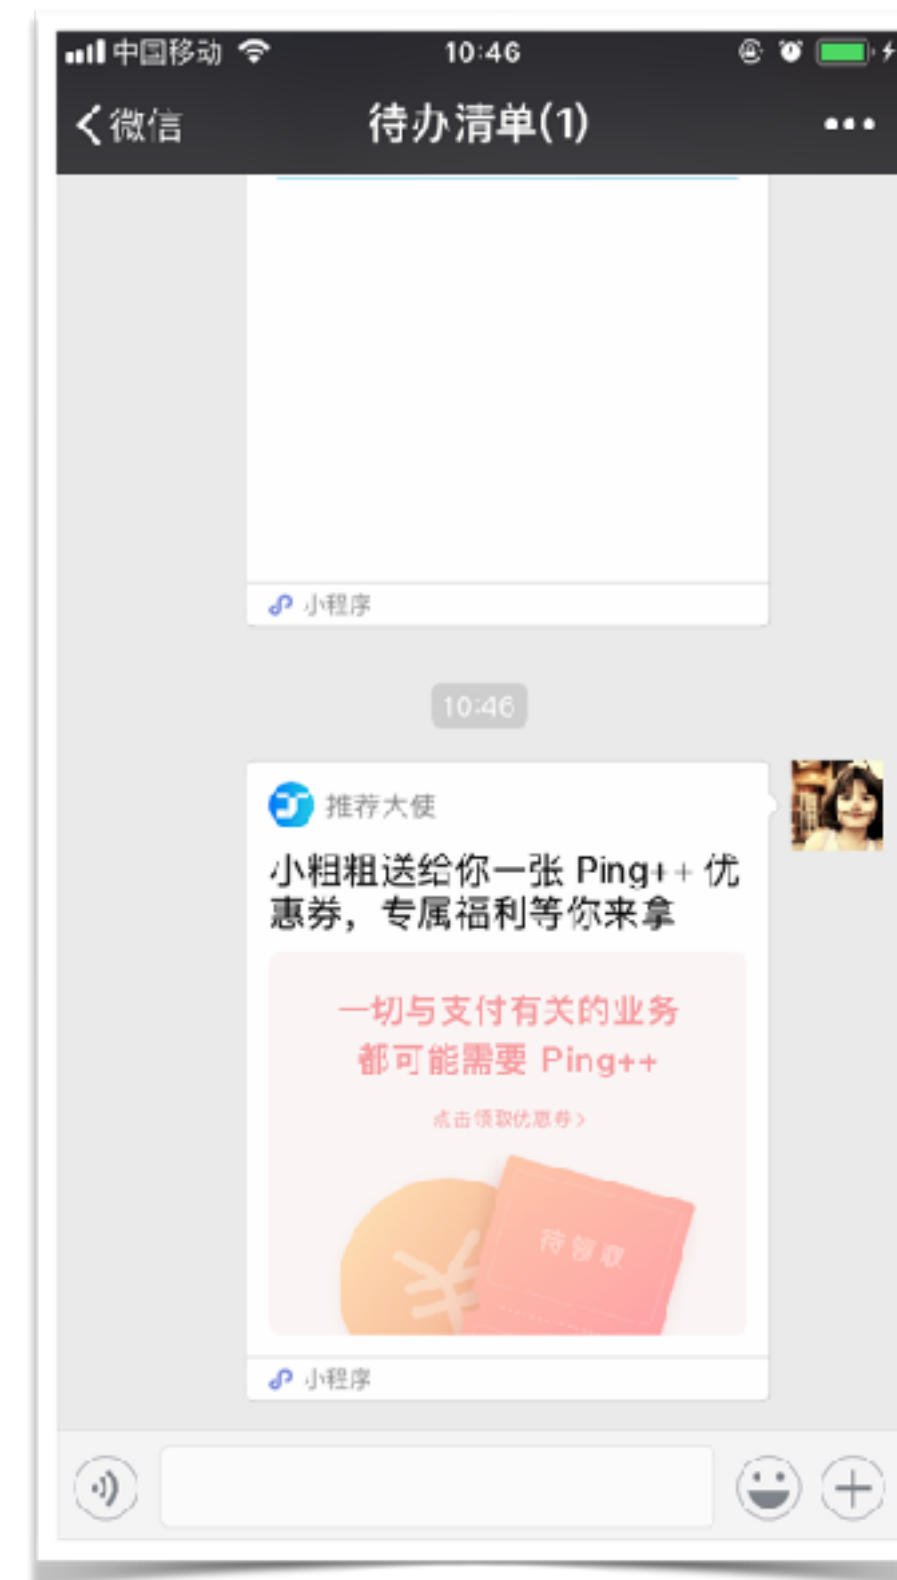 中国移动
10:46
微信
待办清单(1)
小程序
10:46
推荐大使
小粗粗送给你一张 Ping++ 优
惠券，专属福利等你来拿
一切与支付有关的业务
都可能需要 Ping++
点击领取优惠券>
待领取
小程序